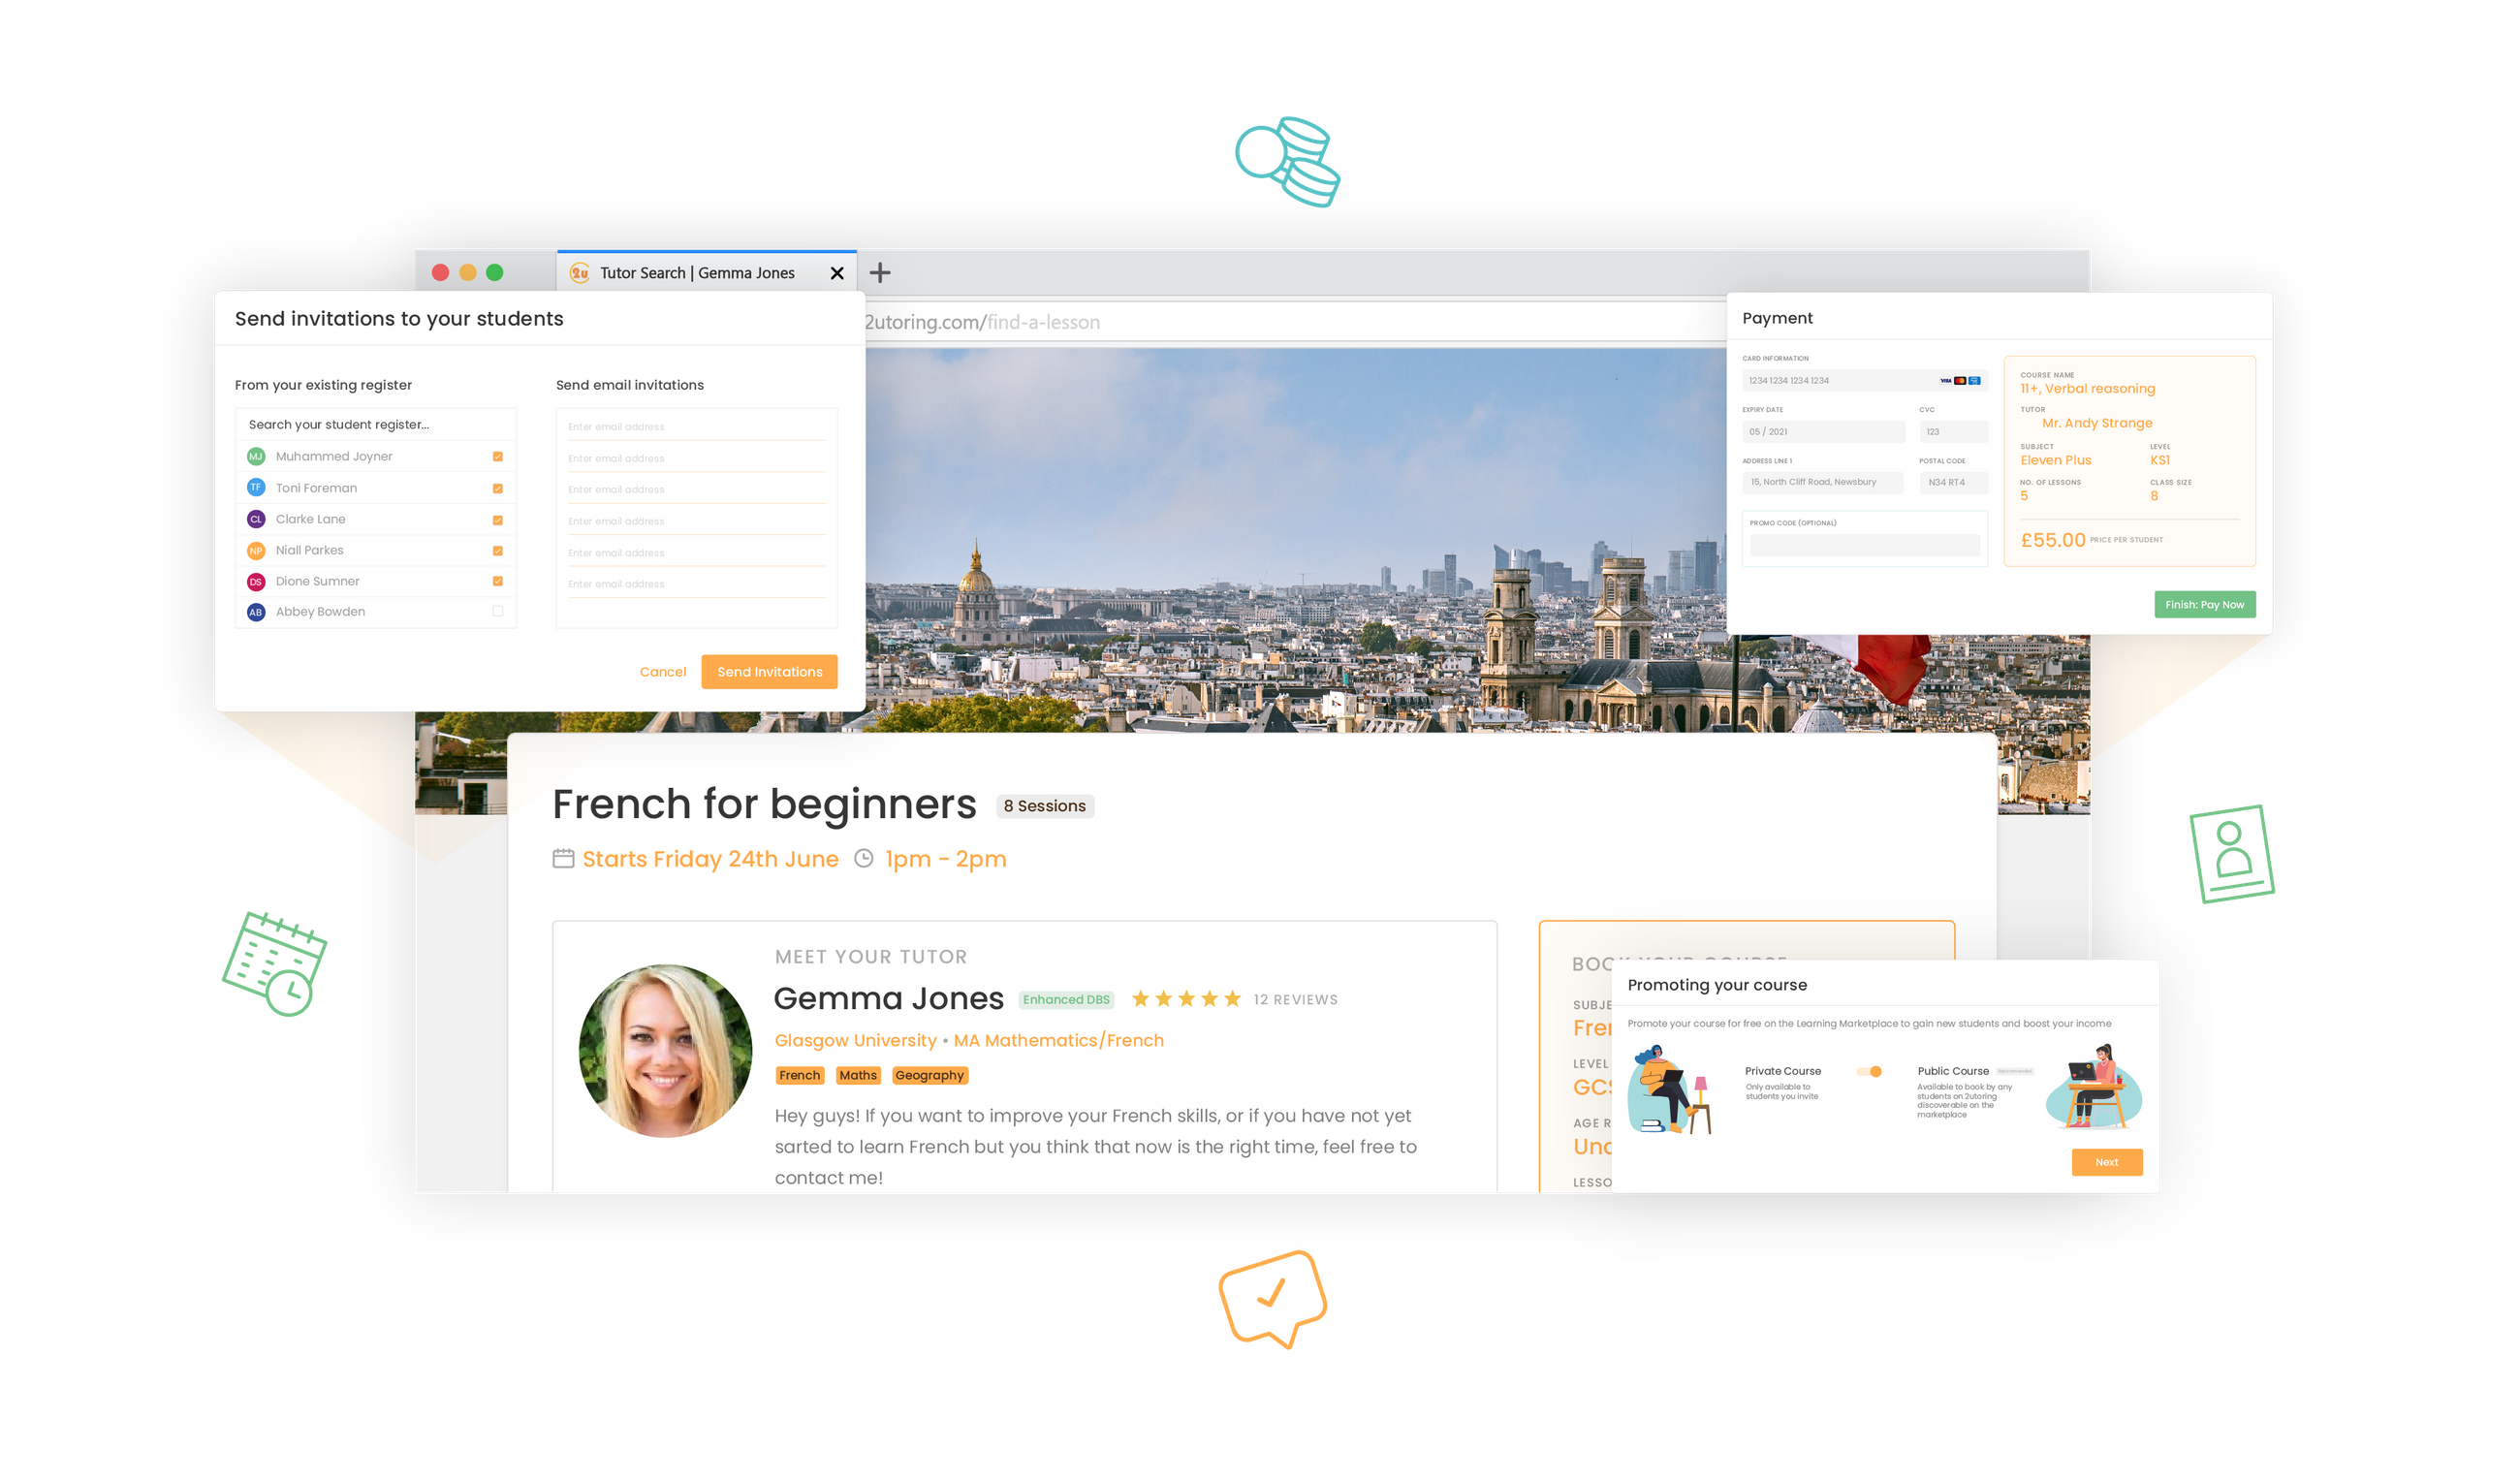 2u Tutor Search | Gemma Jones
2utoring.com/find-a-lesson
Send invitations to your students
From your existing register
Search your student register...
MJ Muhammed Joyner
TF Toni Foreman
CL Clarke Lane
NP Niall Parkes
DS Dione Sumner
AB Abbey Bowden
Send email invitations
Enter email address
Enter email address
Enter email address
Enter email address
Enter email address
Enter email address
Cancel
Send Invitations
Payment
CARD INFORMATION
1234 1234 1234 1234 VISA
EXPIRY DATE CVC
05 / 2021 123
ADDRESS LINE 1 POSTAL CODE
15, North Cliff Road, Newsbury N34 RT4
PROMO CODE (OPTIONAL)
COURSE NAME
11+, Verbal reasoning
TUTOR
Mr. Andy Strange
SUBJECT LEVEL
Eleven Plus KS1
NO. OF LESSONS CLASS SIZE
5 8
£55.00 PRICE PER STUDENT
Finish: Pay Now
French for beginners 8 Sessions
Starts Friday 24th June 1pm - 2pm
MEET YOUR TUTOR
Gemma Jones Enhanced DBS 12 REVIEWS
Glasgow University • MA Mathematics/French
French Maths Geography
Hey guys! If you want to improve your French skills, or if you have not yet
sarted to learn French but you think that now is the right time, feel free to
contact me!
BOOK YOUR COURSE
SUBJE
Fren
LEVEL
GCS
AGE R
Und
LESSO
Promoting your course
Promote your course for free on the Learning Marketplace to gain new students and boost your income
Private Course
Only available to
students you invite
Public Course Recommended
Available to book by any
students on 2utoring
discoverable on the
marketplace
Next